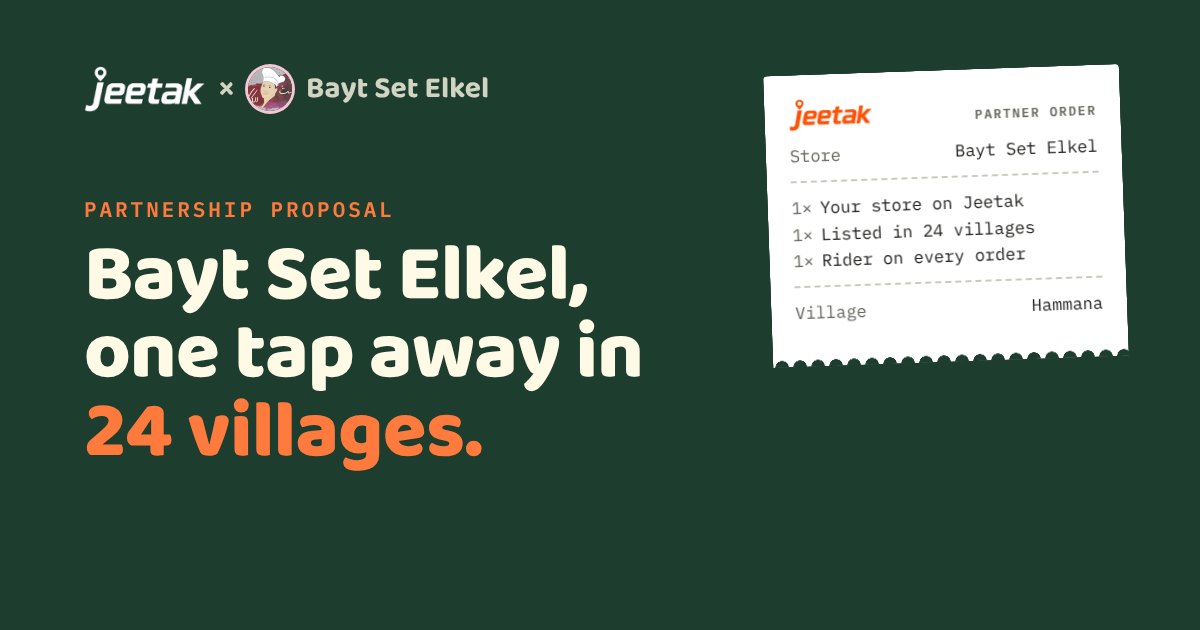 jeetak × Bayt Set Elkel
PARTNERSHIP PROPOSAL
Bayt Set Elkel,
one tap away in
24 villages.
jeetak PARTNER ORDER
Store Bayt Set Elkel
1× Your store on Jeetak
1× Listed in 24 villages
1× Rider on every order
Village Hammana